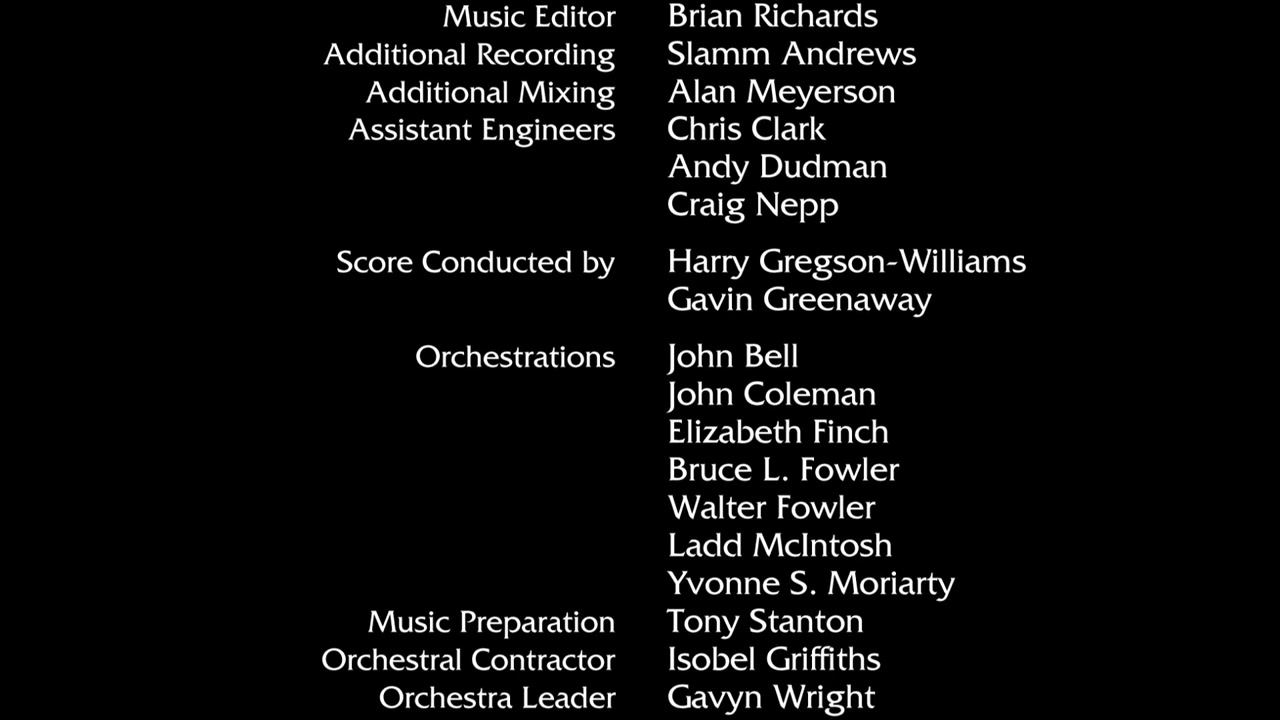 Music Editor Brian Richards
Additional Recording Slamm Andrews
Additional Mixing Alan Meyerson
Assistant Engineers Chris Clark
Andy Dudman
Craig Nepp
Score Conducted by Harry Gregson-Williams
Gavin Greenaway
Orchestrations John Bell
John Coleman
Elizabeth Finch
Bruce L. Fowler
Walter Fowler
Ladd McIntosh
Yvonne S. Moriarty
Music Preparation Tony Stanton
Orchestral Contractor Isobel Griffiths
Orchestra Leader Gavyn Wright